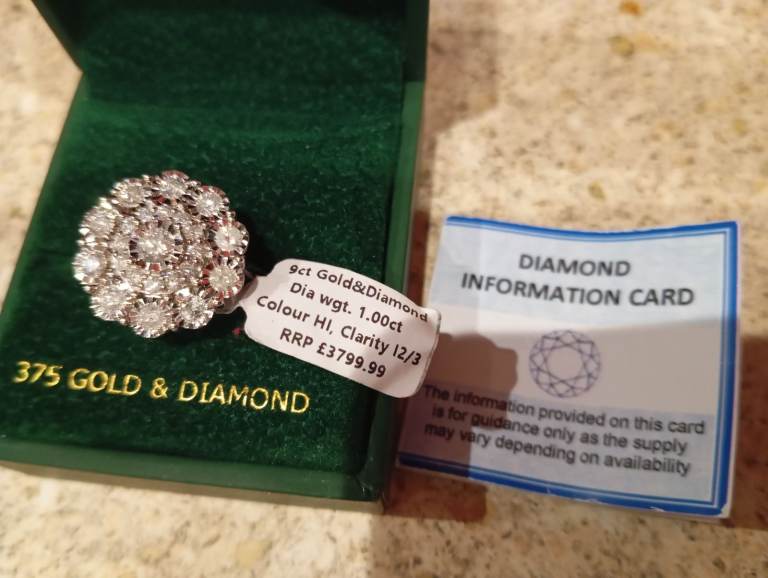 9ct Gold&Diamond
Dia wgt. 1.00ct
Colour HI, Clarity I2/3
RRP £3799.99
375 GOLD & DIAMOND
DIAMOND
INFORMATION CARD
The information provided on this card
is for guidance only as the supply
may vary depending on availability